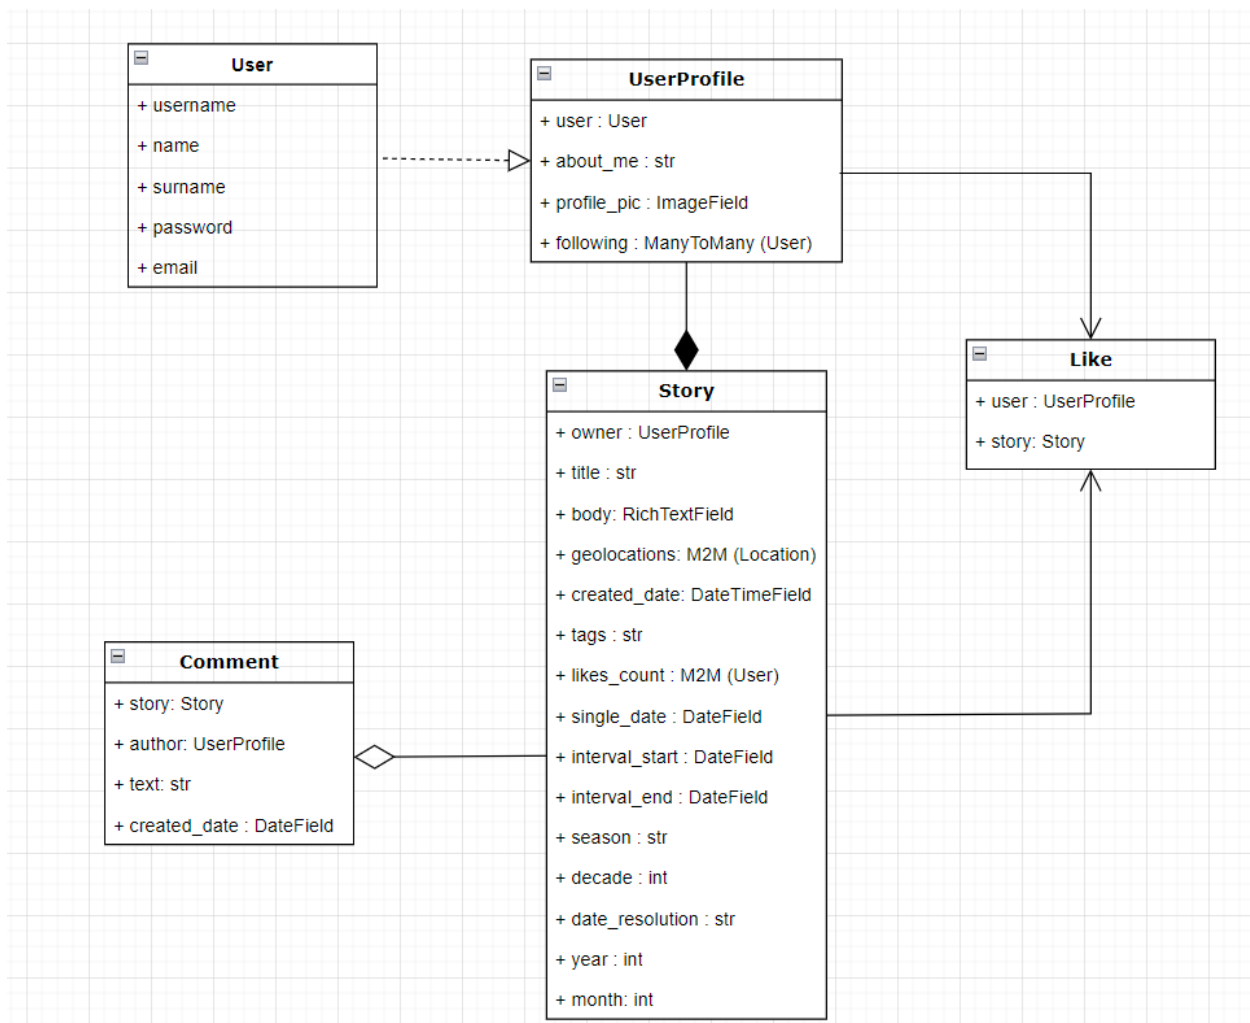 User
+ username
+ name
+ surname
+ password
+ email
UserProfile
+ user : User
+ about_me : str
+ profile_pic : ImageField
+ following : ManyToMany (User)
Like
+ user : UserProfile
+ story: Story
Story
+ owner : UserProfile
+ title : str
+ body: RichTextField
+ geolocations: M2M (Location)
+ created_date: DateTimeField
+ tags : str
+ likes_count : M2M (User)
+ single_date : DateField
+ interval_start : DateField
+ interval_end : DateField
+ season : str
+ decade : int
+ date_resolution : str
+ year : int
+ month: int
Comment
+ story: Story
+ author: UserProfile
+ text: str
+ created_date : DateField